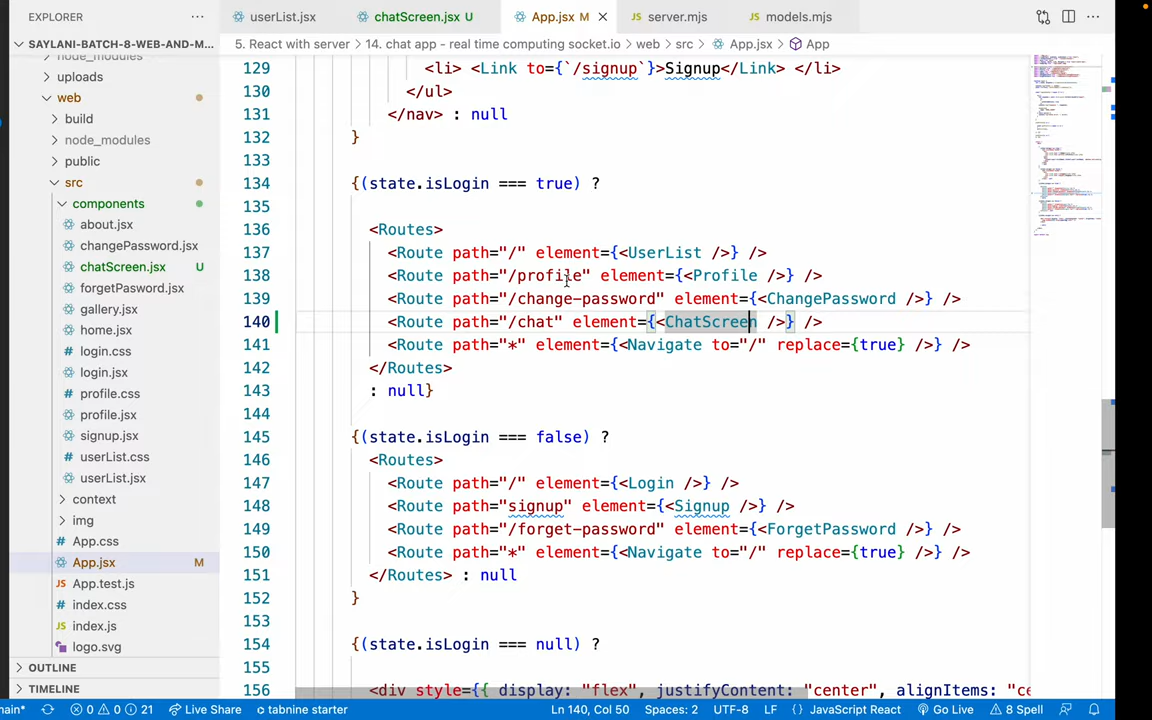 EXPLORER
userList.jsx
chatScreen.jsx U
App.jsx M
server.mjs
models.mjs
SAYLANI-BATCH-8-WEB-AND-M...
node_modules
uploads
web
build
node_modules
public
src
components
about.jsx
changePassword.jsx
chatScreen.jsx U
forgetPasword.jsx
gallery.jsx
home.jsx
login.css
login.jsx
profile.css
profile.jsx
signup.jsx
userList.css
userList.jsx
context
img
App.css
App.jsx M
App.test.js
index.css
index.js
logo.svg
OUTLINE
TIMELINE
5. React with server > 14. chat app - real time computing socket.io > web > src > App.jsx > App
129 <li> <Link to={`/signup`}>Signup</Link> </li>
130 </ul>
131 </nav> : null
132 }
133
134 {(state.isLogin === true) ?
135
136 <Routes>
137 <Route path="/" element={<UserList />} />
138 <Route path="/profile" element={<Profile />} />
139 <Route path="/change-password" element={<ChangePassword />} />
140 <Route path="/chat" element={<ChatScreen />} />
141 <Route path="*" element={<Navigate to="/" replace={true} />} />
142 </Routes>
143 : null}
144
145 {(state.isLogin === false) ?
146 <Routes>
147 <Route path="/" element={<Login />} />
148 <Route path="signup" element={<Signup />} />
149 <Route path="/forget-password" element={<ForgetPassword />} />
150 <Route path="*" element={<Navigate to="/" replace={true} />} />
151 </Routes> : null
152 }
153
154 {(state.isLogin === null) ?
155
156 <div style={{ display: "flex", justifyContent: "center", alignItems: "ce
main* 0 0 21 Live Share tabnine starter Ln 140, Col 50 Spaces: 2 UTF-8 LF {} JavaScript React Go Live 8 Spell